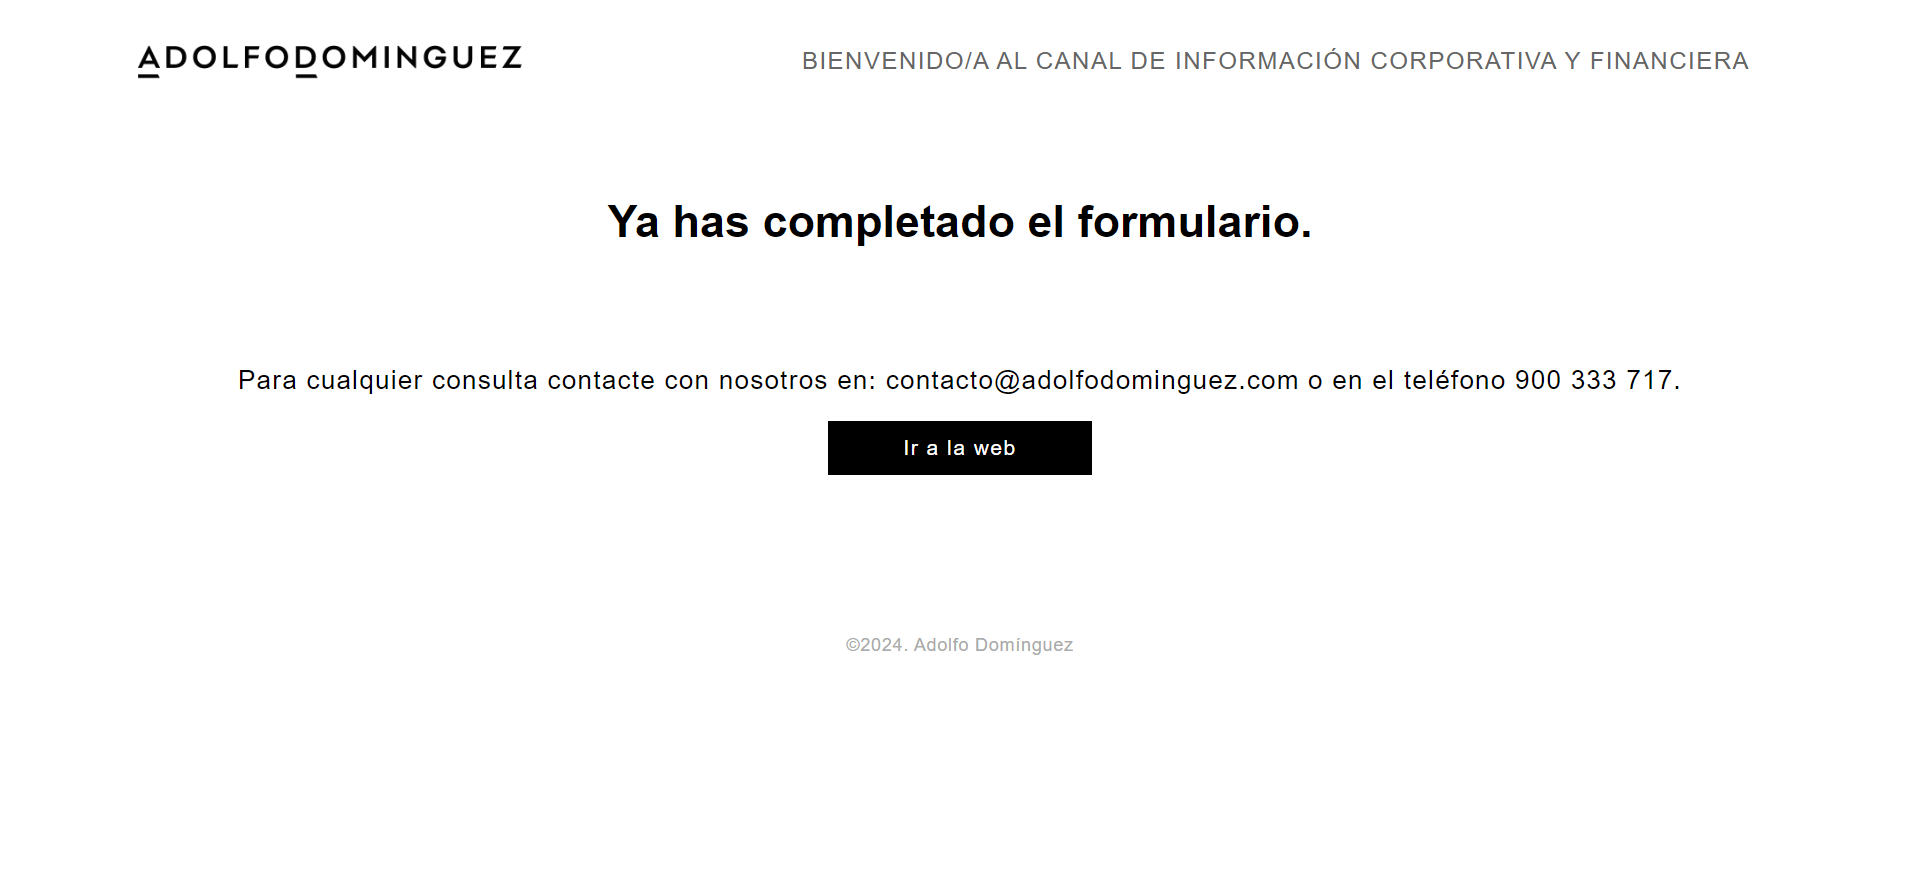 ADOLFODOMINGUEZ
BIENVENIDO/A AL CANAL DE INFORMACIÓN CORPORATIVA Y FINANCIERA
Ya has completado el formulario.
Para cualquier consulta contacte con nosotros en: contacto@adolfodominguez.com o en el teléfono 900 333 717.
Ir a la web
©2024. Adolfo Domínguez